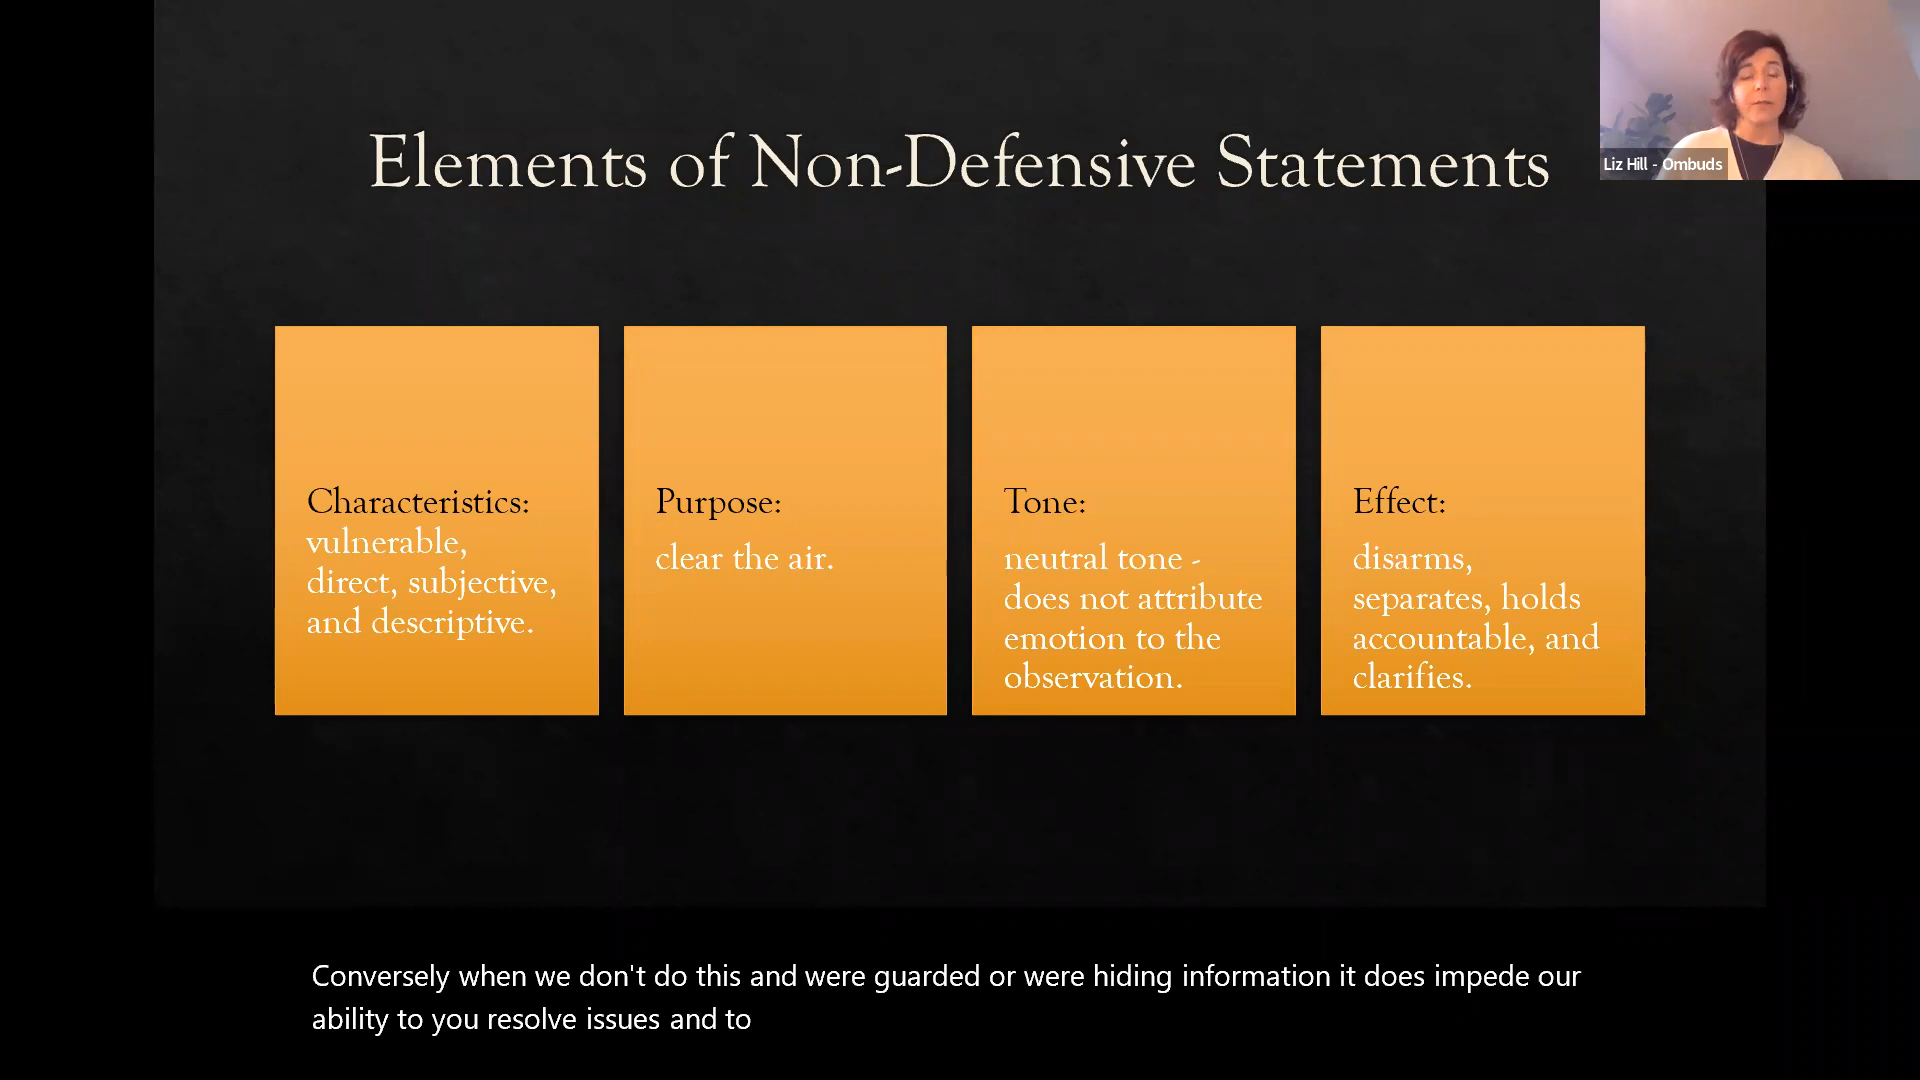 Elements of Non-Defensive Statements
Liz Hill - Ombuds
Characteristics:
vulnerable,
direct, subjective,
and descriptive.
Purpose:
clear the air.
Tone:
neutral tone -
does not attribute
emotion to the
observation.
Effect:
disarms,
separates, holds
accountable, and
clarifies.
Conversely when we don't do this and were guarded or were hiding information it does impede our
ability to you resolve issues and to